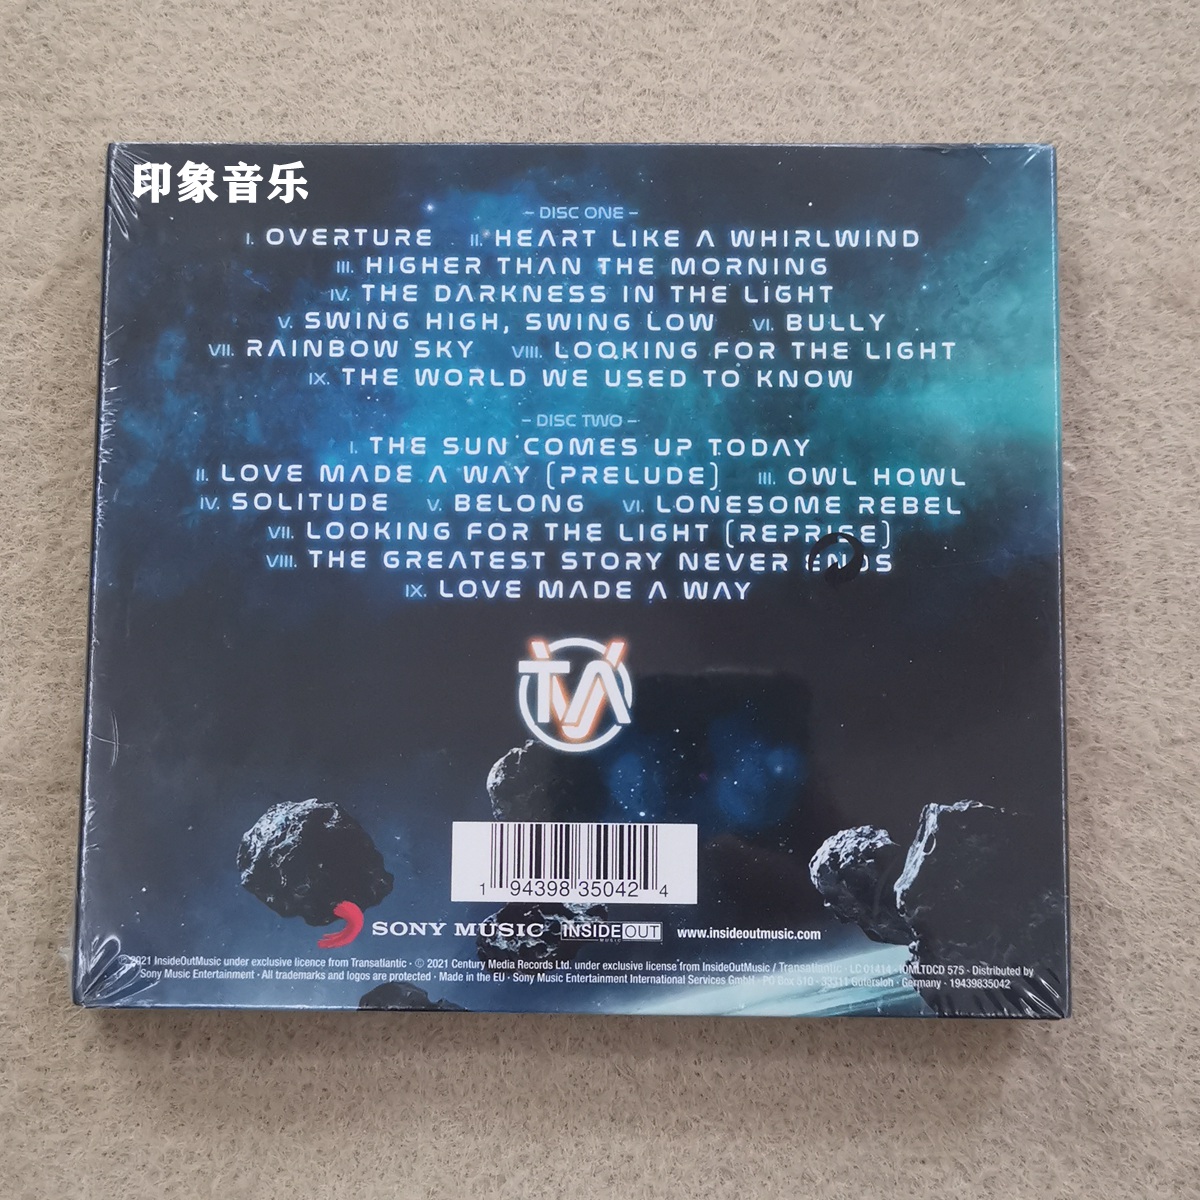 印象音乐
– DISC ONE –
I. OVERTURE II. HEART LIKE A WHIRLWIND
III. HIGHER THAN THE MORNING
IV. THE DARKNESS IN THE LIGHT
V. SWING HIGH, SWING LOW VI. BULLY
VII. RAINBOW SKY VIII. LOOKING FOR THE LIGHT
IX. THE WORLD WE USED TO KNOW
– DISC TWO –
I. THE SUN COMES UP TODAY
II. LOVE MADE A WAY (PRELUDE) III. OWL HOWL
IV. SOLITUDE V. BELONG VI. LONESOME REBEL
VII. LOOKING FOR THE LIGHT (REPRISE)
VIII. THE GREATEST STORY NEVER ENDS
IX. LOVE MADE A WAY
TVA
1 94398 35042 4
SONY MUSIC INSIDEOUT MUSIC www.insideoutmusic.com
℗ 2021 InsideOutMusic under exclusive licence from Transatlantic · © 2021 Century Media Records Ltd. under exclusive license from InsideOutMusic / Transatlantic · LC 01414 · IOMLTDCD 575 · Distributed by
Sony Music Entertainment · All trademarks and logos are protected · Made in the EU · Sony Music Entertainment International Services GmbH · PO Box 510 · 33311 Gütersloh · Germany · 19439835042